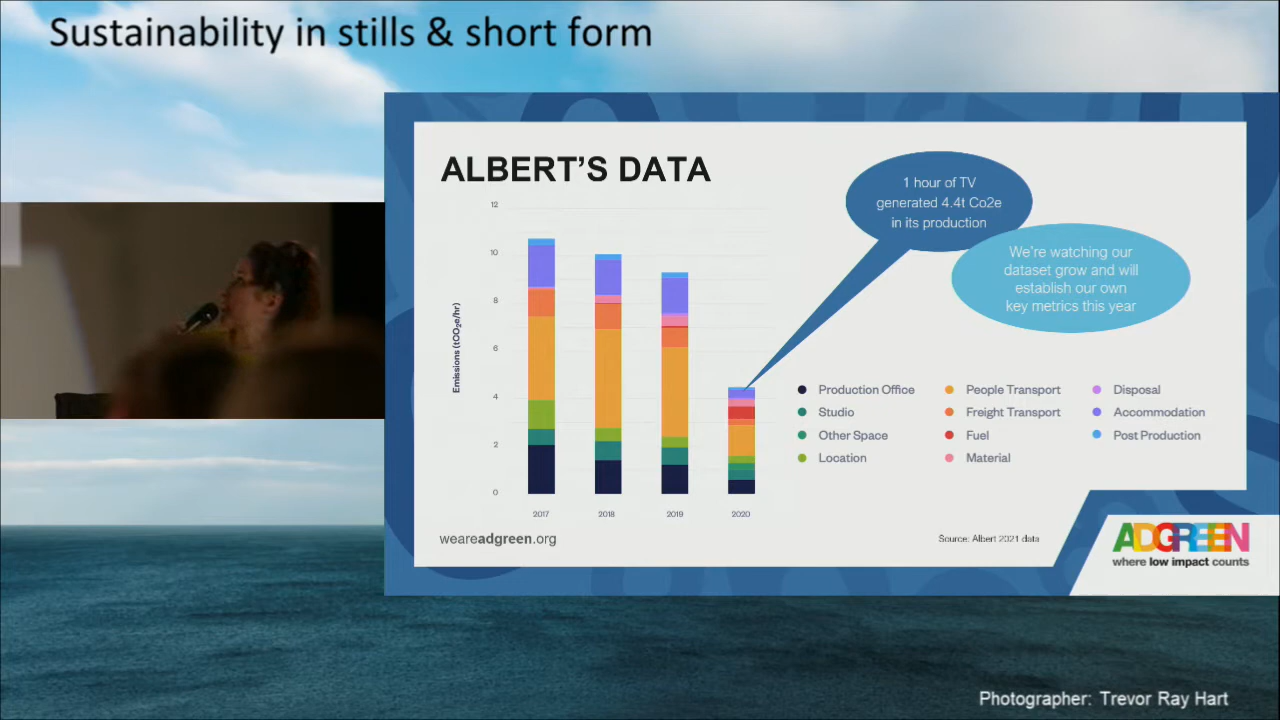 Sustainability in stills & short form
ALBERT'S DATA
1 hour of TV
generated 4.4t Co2e
in its production
We're watching our
dataset grow and will
establish our own
key metrics this year
12
10
8
6
4
2
0
Emissions (tCO2e/hr)
2017
2018
2019
2020
Production Office
Studio
Other Space
Location
People Transport
Freight Transport
Fuel
Material
Disposal
Accommodation
Post Production
weareadgreen.org
Source: Albert 2021 data
ADGREEN
where low impact counts
Photographer: Trevor Ray Hart